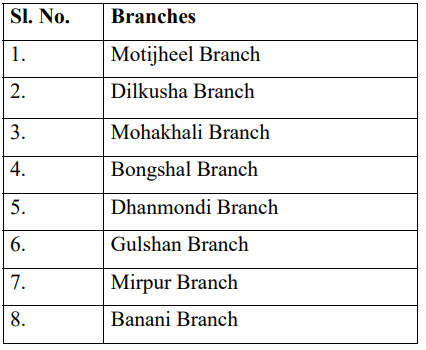 Sl. No. Branches
1. Motijheel Branch
2. Dilkusha Branch
3. Mohakhali Branch
4. Bongshal Branch
5. Dhanmondi Branch
6. Gulshan Branch
7. Mirpur Branch
8. Banani Branch